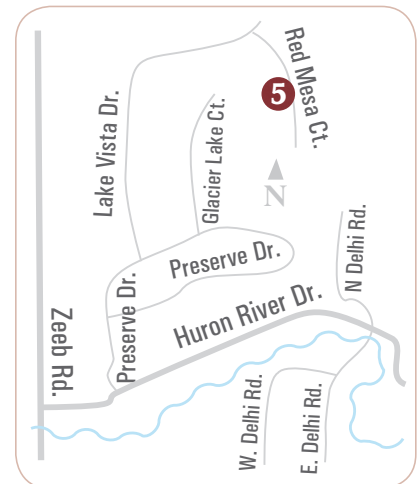 Red Mesa Ct.
5
Lake Vista Dr.
Glacier Lake Ct.
N
N Delhi Rd.
Preserve Dr.
Preserve Dr.
Huron River Dr.
Zeeb Rd.
W. Delhi Rd.
E. Delhi Rd.